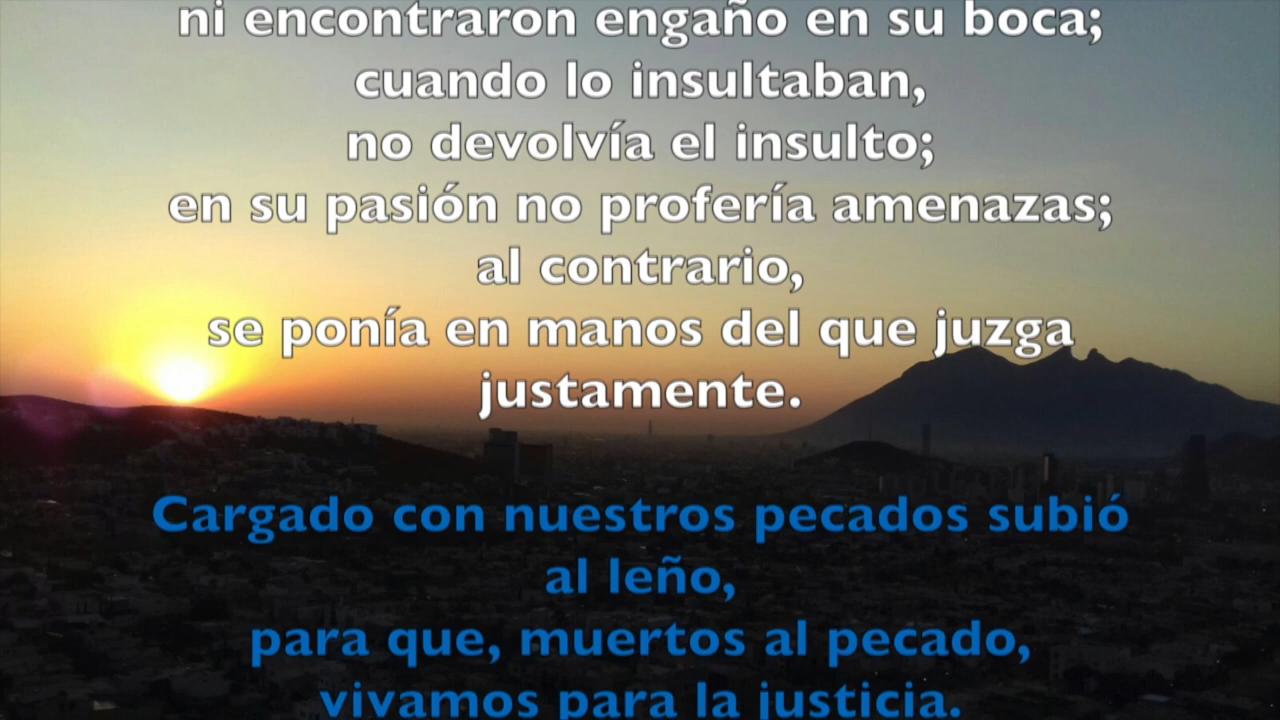 ni encontraron engaño en su boca;
cuando lo insultaban,
no devolvía el insulto;
en su pasión no profería amenazas;
al contrario,
se ponía en manos del que juzga
justamente.
Cargado con nuestros pecados subió
al leño,
para que, muertos al pecado,
vivamos para la justicia.